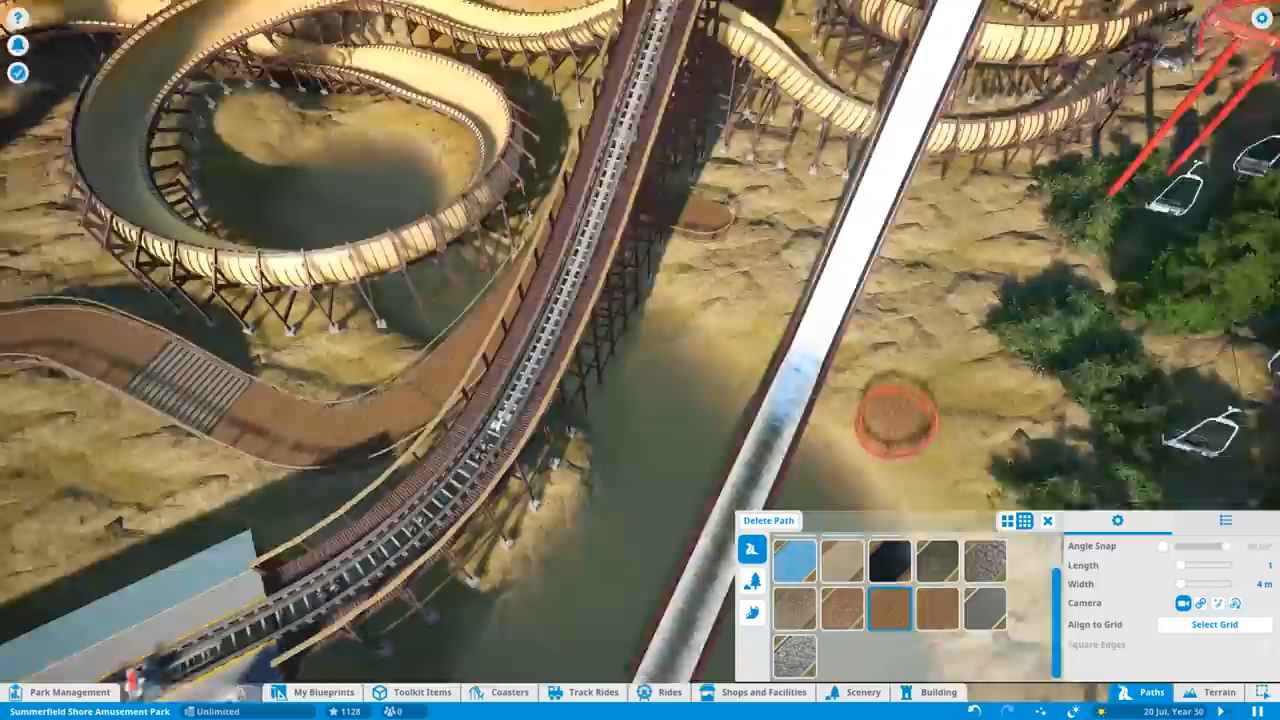 ?
Delete Path
Angle Snap
Length 1
Width 4 m
Camera
Align to Grid Select Grid
Square Edges
Park Management My Blueprints Toolkit Items Coasters Track Rides Rides Shops and Facilities Scenery Building Paths Terrain
Summerfield Shore Amusement Park Unlimited 1128 0 20 Jul, Year 30